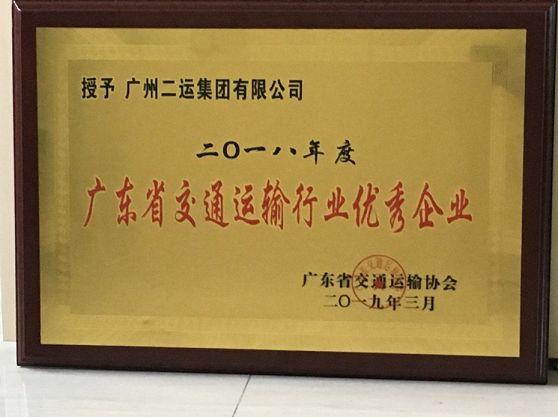 授予 广州二运集团有限公司
二〇一八年度
广东省交通运输行业优秀企业
广东省交通运输协会
二〇一九年三月